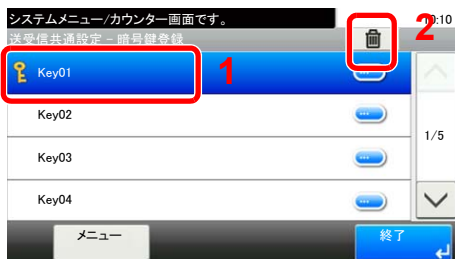 システムメニュー/カウンター画面です。
10:10
送受信共通設定 - 暗号鍵登録
2
Key01
1
Key02
1/5
Key03
Key04
メニュー
終了